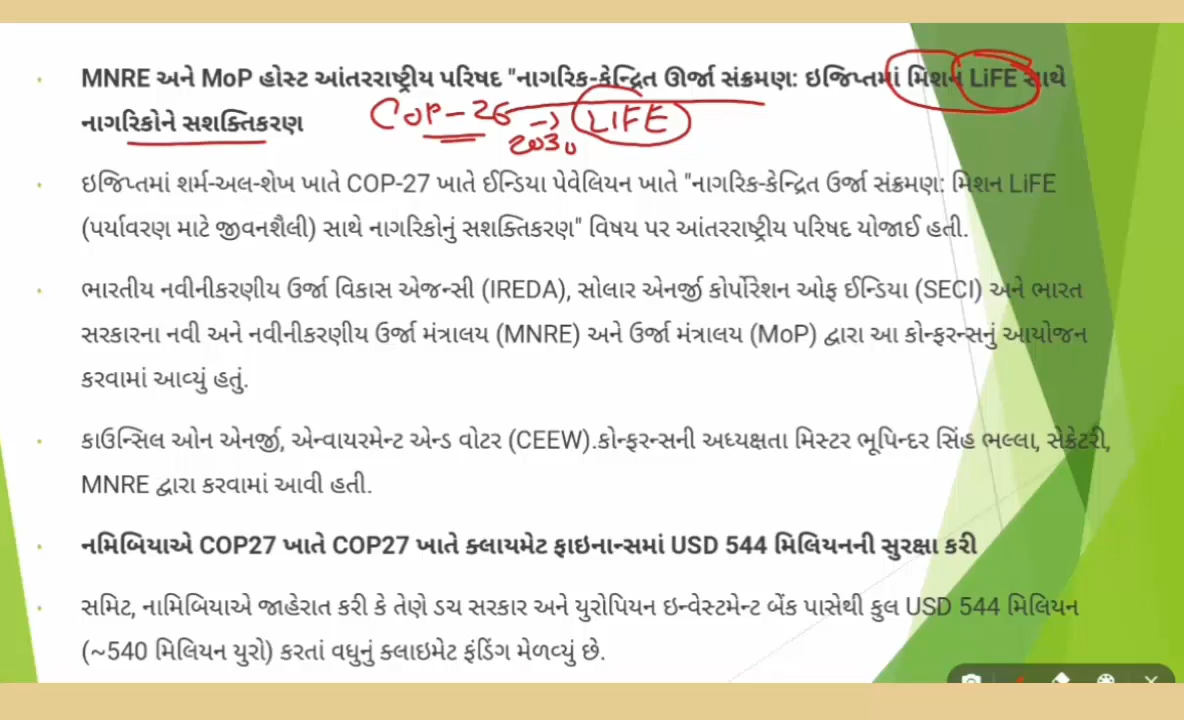 MNRE અને MoP હોસ્ટ આંતરરાષ્ટ્રીય પરિષદ "નાગરિક-કેન્દ્રિત ઊર્જા સંક્રમણ: ઇજિપ્તમાં મિશન LiFE સાથે
નાગરિકોને સશક્તિકરણ
COP-26 → LIFE
2030
ઇજિપ્તમાં શર્મ-અલ-શેખ ખાતે COP-27 ખાતે ઈન્ડિયા પેવેલિયન ખાતે "નાગરિક-કેન્દ્રિત ઉર્જા સંક્રમણ: મિશન LiFE
(પર્યાવરણ માટે જીવનશૈલી) સાથે નાગરિકોનું સશક્તિકરણ" વિષય પર આંતરરાષ્ટ્રીય પરિષદ યોજાઈ હતી.
ભારતીય નવીનીકરણીય ઉર્જા વિકાસ એજન્સી (IREDA), સોલાર એનર્જી કોર્પોરેશન ઓફ ઈન્ડિયા (SECI) અને ભારત
સરકારના નવી અને નવીનીકરણીય ઉર્જા મંત્રાલય (MNRE) અને ઉર્જા મંત્રાલય (MoP) દ્વારા આ કોન્ફરન્સનું આયોજન
કરવામાં આવ્યું હતું.
કાઉન્સિલ ઓન એનર્જી, એન્વાયરમેન્ટ એન્ડ વોટર (CEEW).કોન્ફરન્સની અધ્યક્ષતા મિસ્ટર ભૂપિન્દર સિંહ ભલ્લા, સેક્રેટરી,
MNRE દ્વારા કરવામાં આવી હતી.
નમિબિયાએ COP27 ખાતે COP27 ખાતે ક્લાયમેટ ફાઇનાન્સમાં USD 544 મિલિયનની સુરક્ષા કરી
સમિટ, નામિબિયાએ જાહેરાત કરી કે તેણે ડચ સરકાર અને યુરોપિયન ઇન્વેસ્ટમેન્ટ બેંક પાસેથી કુલ USD 544 મિલિયન
(~540 મિલિયન યુરો) કરતાં વધુનું ક્લાઇમેટ ફંડિંગ મેળવ્યું છે.